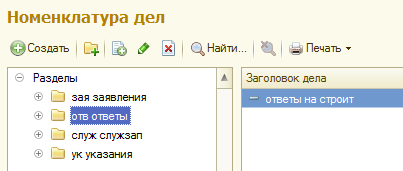 Номенклатура дел
Создать Найти... Печать
Разделы
зая заявления
отв ответы
служ служзап
ук указания
Заголовок дела
ответы на строит